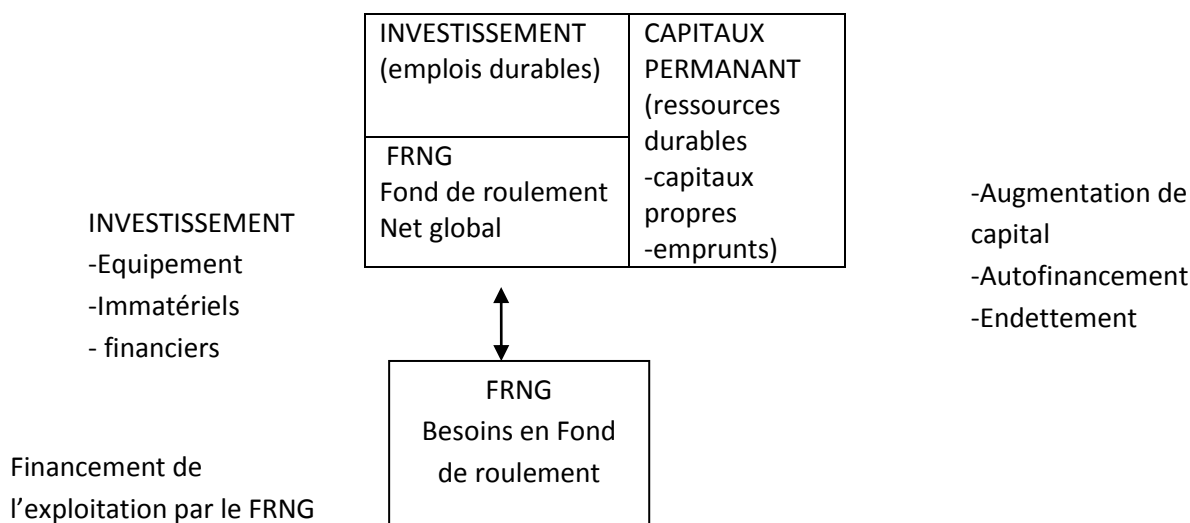 INVESTISSEMENT
(emplois durables)
FRNG
Fond de roulement
Net global
CAPITAUX
PERMANANT
(ressources
durables
-capitaux
propres
-emprunts)
INVESTISSEMENT
-Equipement
-Immatériels
- financiers
-Augmentation de
capital
-Autofinancement
-Endettement
FRNG
Besoins en Fond
de roulement
Financement de
l’exploitation par le FRNG